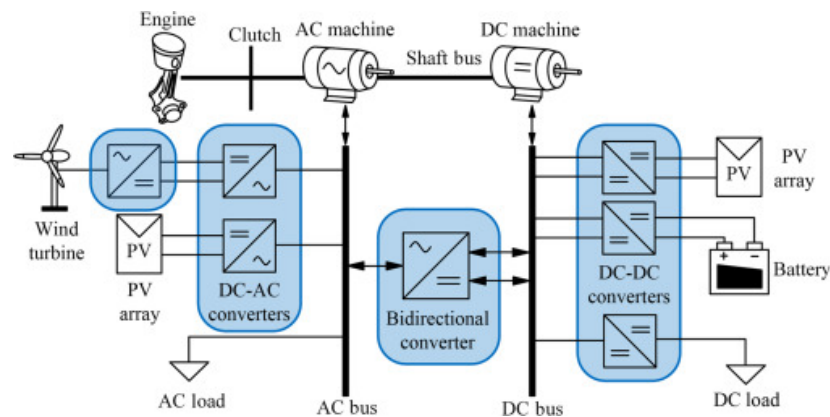 Engine
Clutch
AC machine
DC machine
Shaft bus
Wind
turbine
PV
PV
array
DC-AC
converters
Bidirectional
converter
DC-DC
converters
PV
PV
array
+ −
Battery
AC load
AC bus
DC bus
DC load